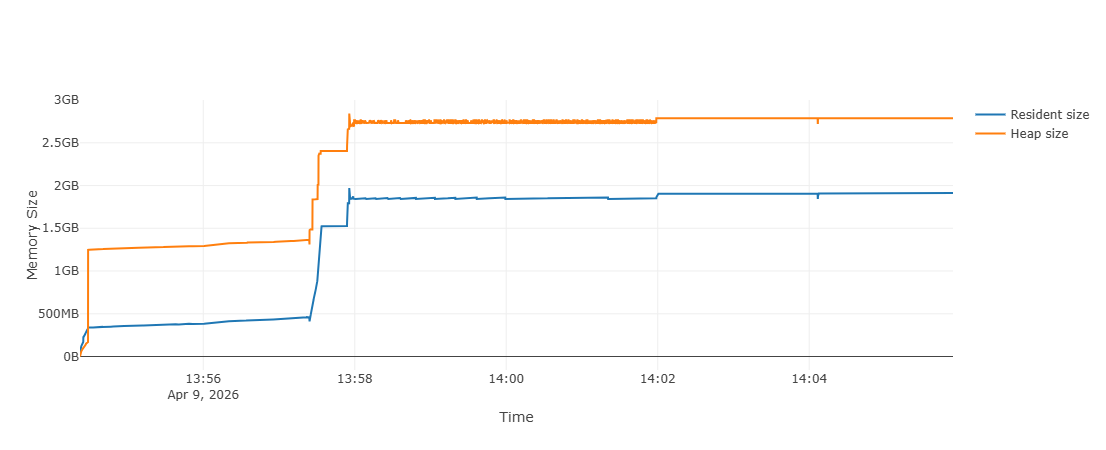 3GB
2.5GB
2GB
1.5GB
1GB
500MB
0B
Memory Size
13:56
Apr 9, 2026
13:58
14:00
14:02
14:04
Time
Resident size
Heap size